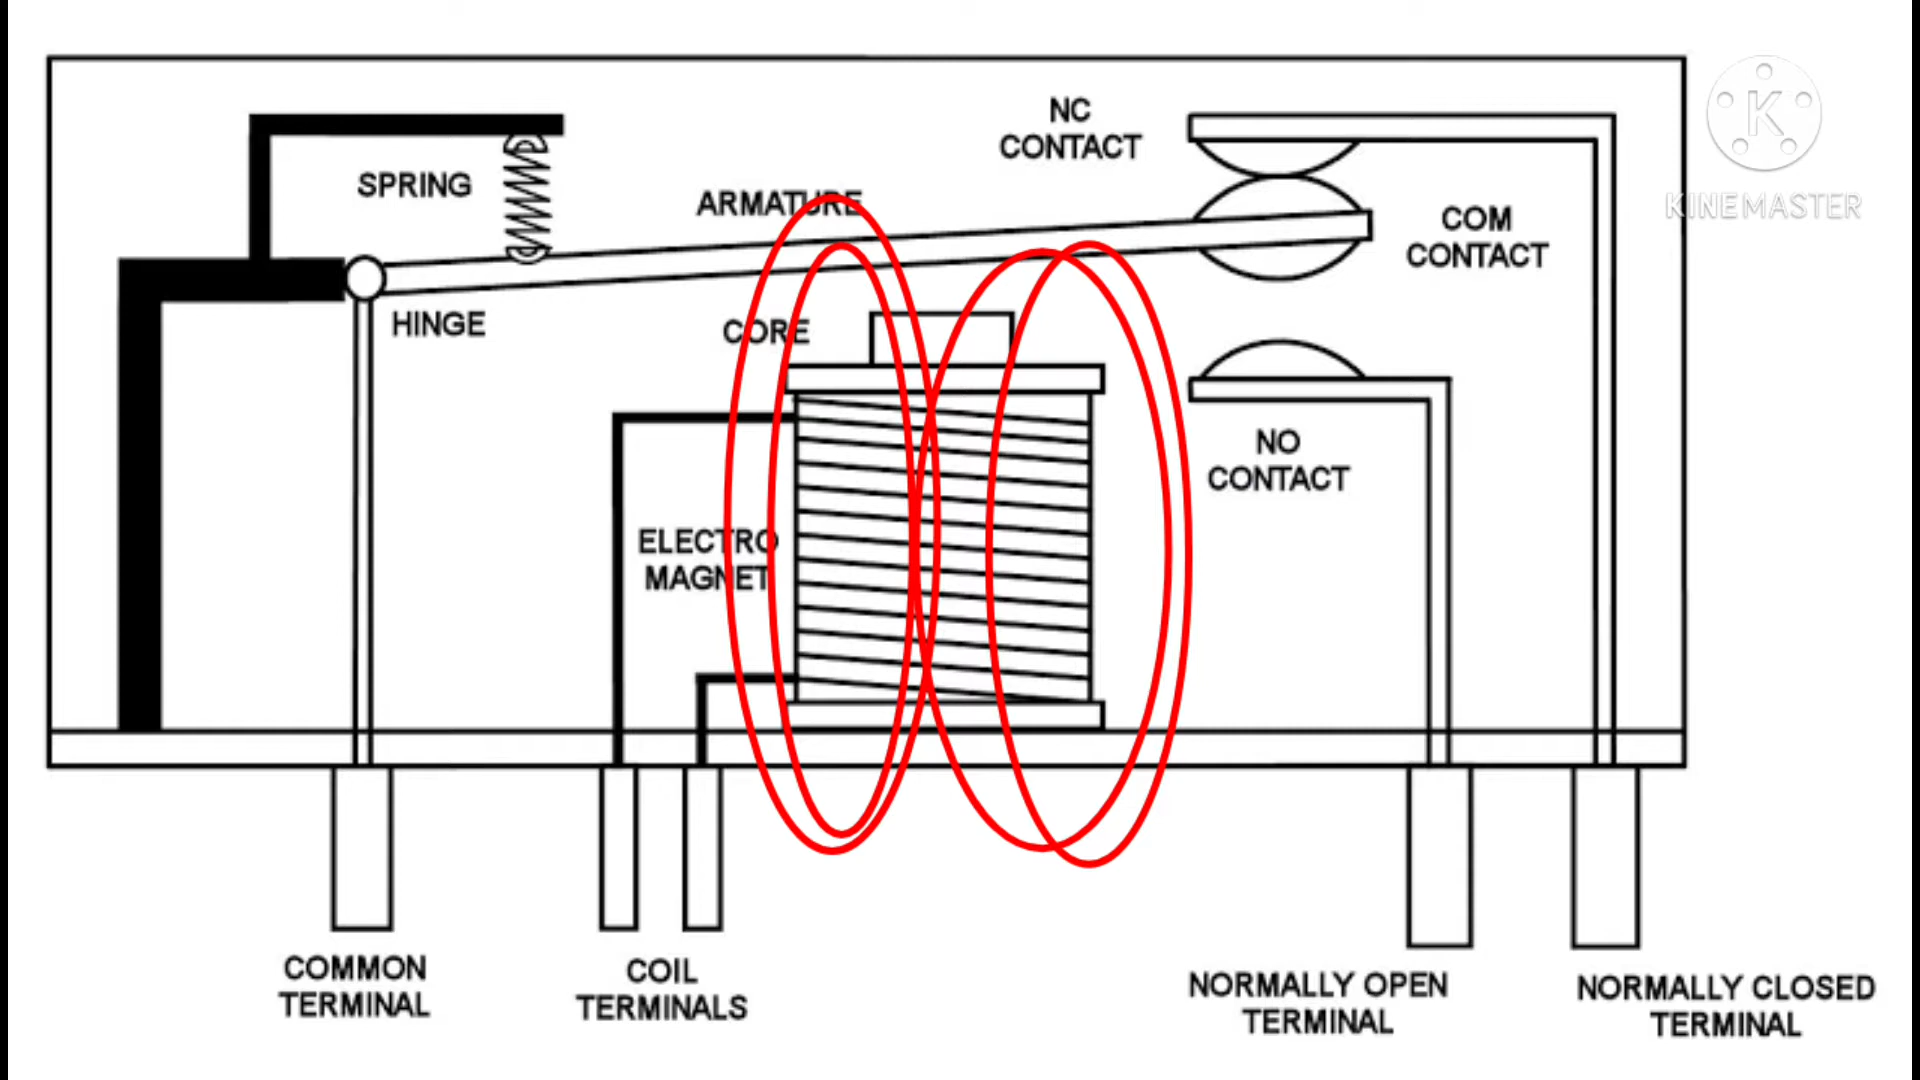 NC
CONTACT
K
KINEMASTER
SPRING
ARMATURE
COM
CONTACT
HINGE
CORE
NO
CONTACT
ELECTRO
MAGNET
COMMON
TERMINAL
COIL
TERMINALS
NORMALLY OPEN
TERMINAL
NORMALLY CLOSED
TERMINAL